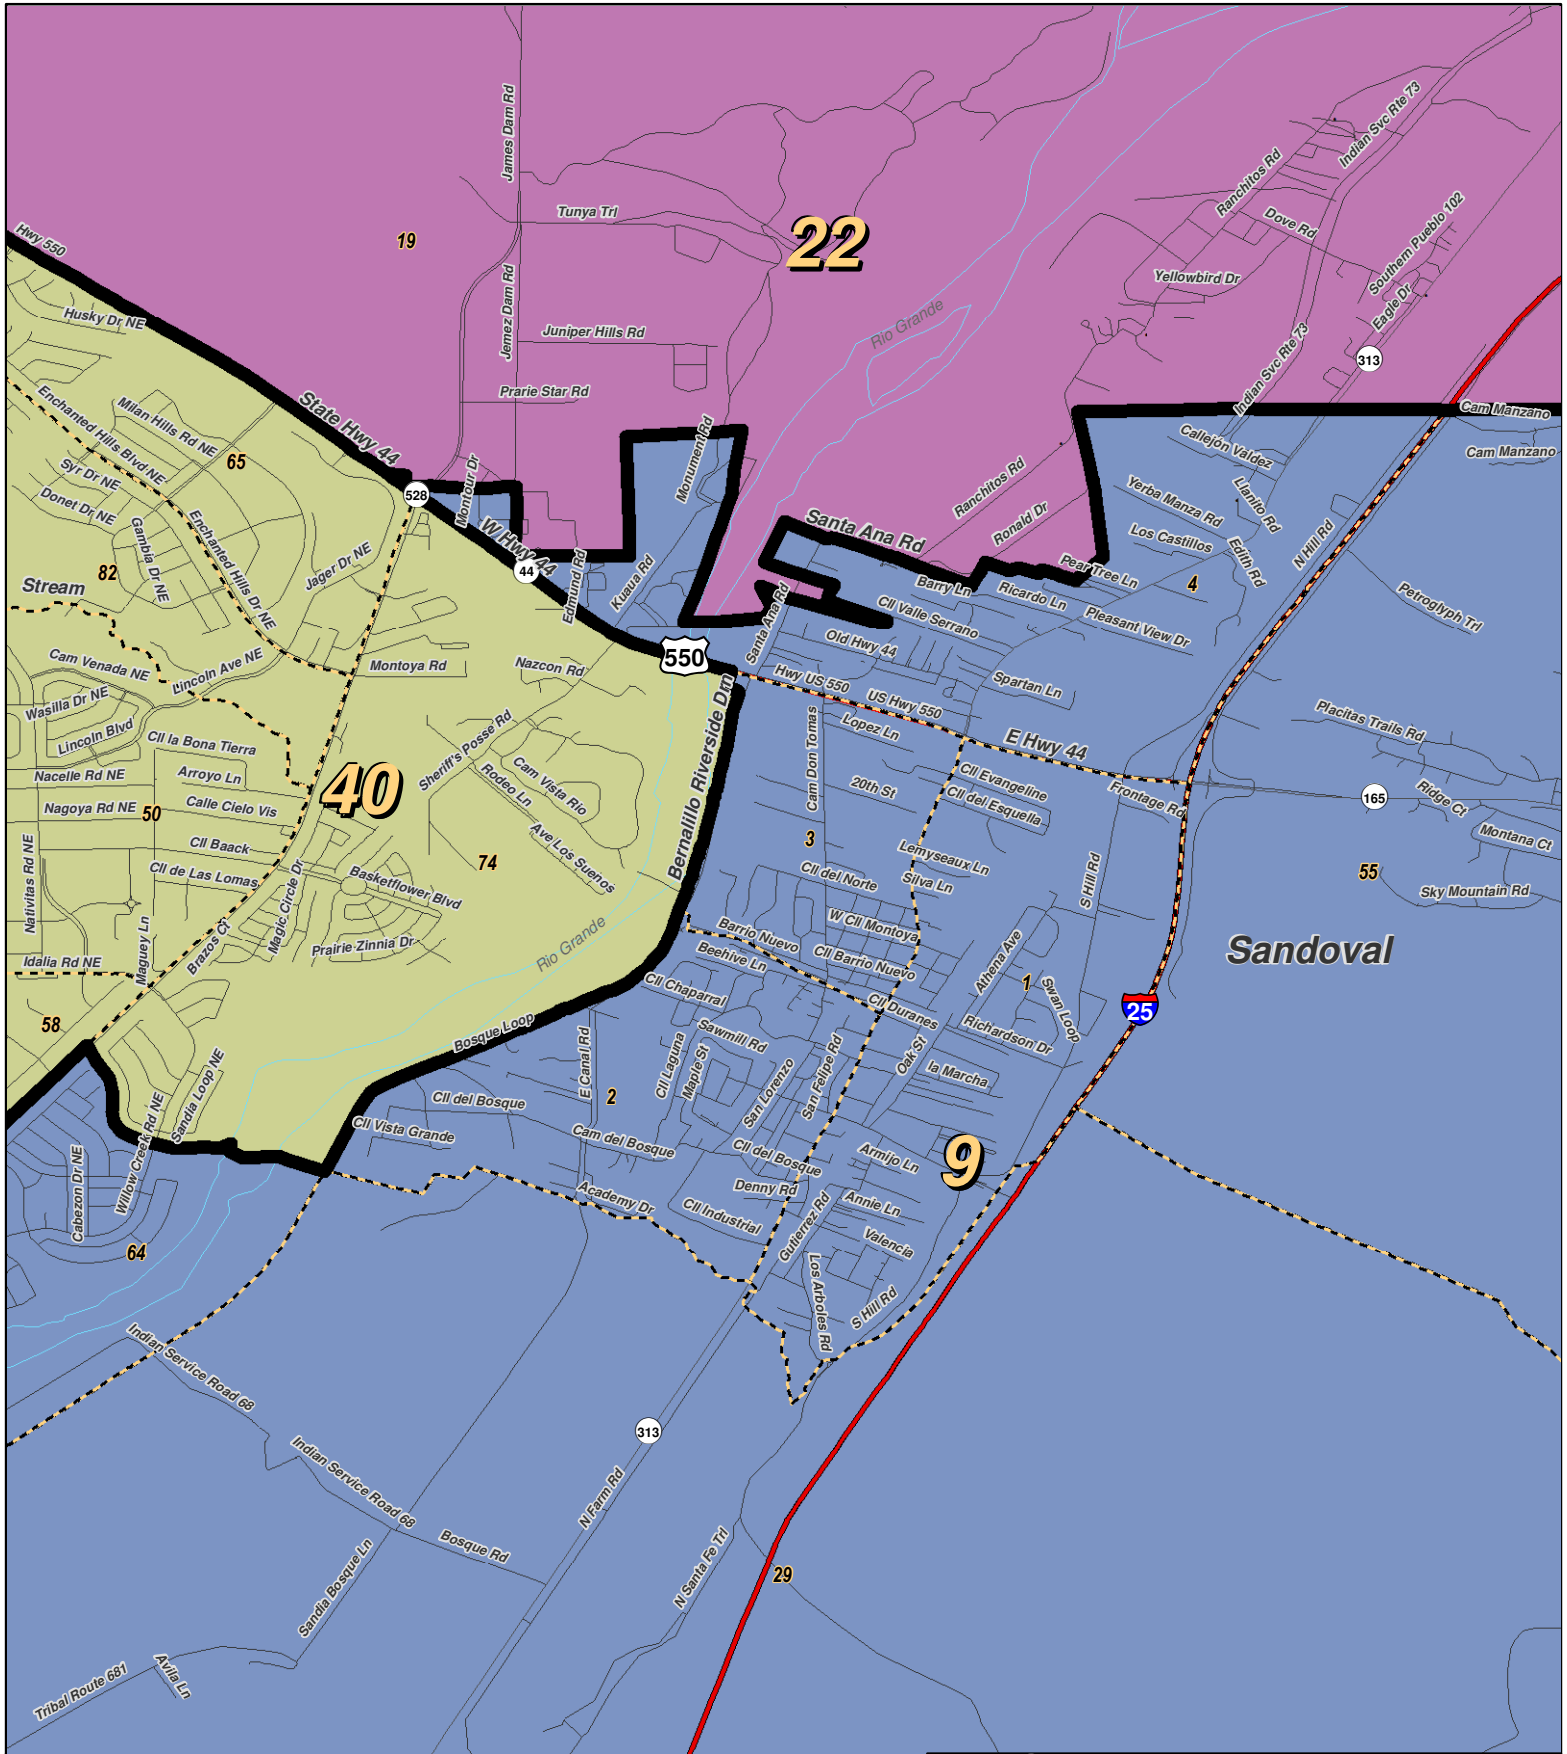 James Dam Rd
Indian Svc Rte 73
Ranchitos Rd
Tunya Trl
Dove Rd
Southern Pueblo 102
Hwy 550
19
22
Yellowbird Dr
Eagle Dr
Jemez Dam Rd
Rio Grande
Husky Dr NE
Juniper Hills Rd
313
Indian Svc Rte 73
Prarie Star Rd
Enchanted Hills Blvd NE
Milan Hills Rd NE
State Hwy 44
Cam Manzano
Monument Rd
Callejón Valdez
Cam Manzano
65
Syr Dr NE
Montour Dr
Ranchitos Rd
Yerba Manza Rd
Llanito Rd
528
Donet Dr NE
Gambia Dr NE
Enchanted Hills Dr NE
W Hwy 44
Santa Ana Rd
Ronald Dr
Los Castillos
Edith Rd
N Hill Rd
82
Jager Dr NE
44
Edmund Rd
Kuaua Rd
Pear Tree Ln
4
Stream
Barry Ln
Ricardo Ln
Petroglyph Trl
Cll Valle Serrano
Pleasant View Dr
Santa Ana Rd
Old Hwy 44
550
Cam Venada NE
Lincoln Ave NE
Montoya Rd
Nazcon Rd
Hwy US 550
Spartan Ln
Wasilla Dr NE
US Hwy 550
Lincoln Blvd
Cll la Bona Tierra
Sheriff's Posse Rd
Bernalillo Riverside Drn
Cam Don Tomas
Lopez Ln
E Hwy 44
Placitas Trails Rd
Nacelle Rd NE
Arroyo Ln
40
Rodeo Ln
Cam Vista Rio
20th St
Cll Evangeline
Cll del Esquella
Frontage Rd
165
Ridge Ct
Nagoya Rd NE
50
Calle Cielo Vis
Montana Ct
Cll Baack
Ave Los Suenos
3
Lemyseaux Ln
Nativitas Rd NE
Cll de Las Lomas
Magic Circle Dr
Basketflower Blvd
74
Cll del Norte
Silva Ln
S Hill Rd
55
Sky Mountain Rd
Maguey Ln
Brazos Ct
Prairie Zinnia Dr
Rio Grande
Barrio Nuevo
W Cll Montoya
Sandoval
Idalia Rd NE
Beehive Ln
Cll Barrio Nuevo
Athena Ave
Cll Chaparral
1
Swan Loop
25
58
Bosque Loop
Cll Duranes
Richardson Dr
E Canal Rd
Cll Laguna
Maple St
Sawmill Rd
San Lorenzo
San Felipe Rd
Oak St
la Marcha
Sandia Loop NE
Willow Creek Rd NE
Cll del Bosque
2
Cll Vista Grande
Cam del Bosque
Cll del Bosque
Armijo Ln
9
Cabezon Dr NE
Academy Dr
Denny Rd
Annie Ln
Cll Industrial
Gutierrez Rd
Valencia
64
Los Arboles Rd
S Hill Rd
Indian Service Road 68
313
Indian Service Road 68
N Farm Rd
Bosque Rd
Sandia Bosque Ln
N Santa Fe Trl
29
Tribal Route 681
Avila Ln